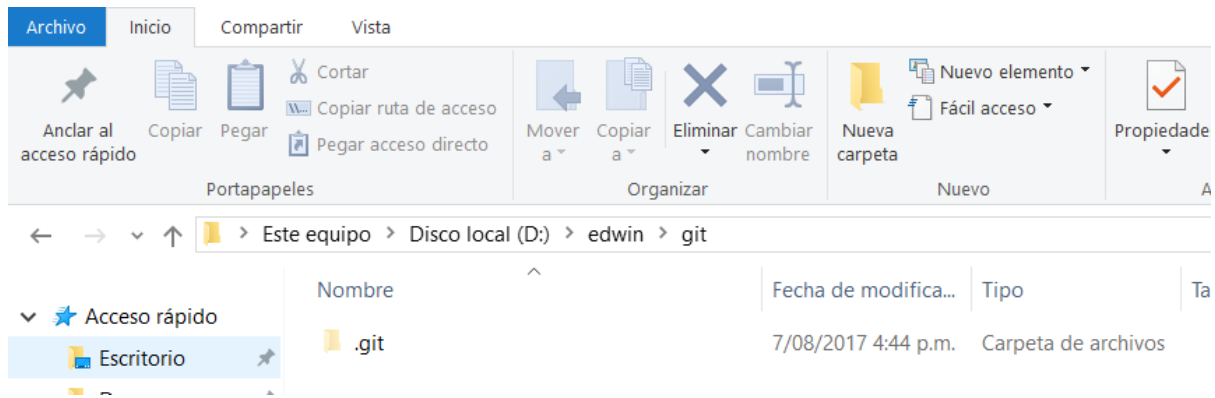 Archivo Inicio Compartir Vista
Anclar al acceso rápido
Copiar
Pegar
Cortar
Copiar ruta de acceso
Pegar acceso directo
Portapapeles
Mover a
Copiar a
Eliminar
Cambiar nombre
Organizar
Nueva carpeta
Nuevo elemento
Fácil acceso
Nuevo
Propiedade
Este equipo > Disco local (D:) > edwin > git
Nombre Fecha de modifica... Tipo Ta
Acceso rápido
Escritorio
.git 7/08/2017 4:44 p.m. Carpeta de archivos